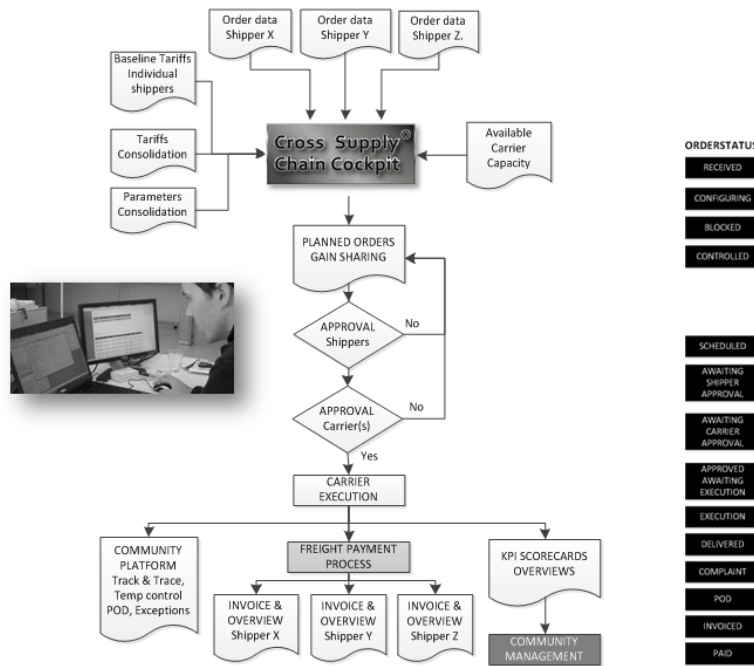 Order data
Shipper X
Order data
Shipper Y
Order data
Shipper Z.
Baseline Tariffs
Individual
shippers
Tariffs
Consolidation
Parameters
Consolidation
Cross Supply©
Chain Cockpit
Available
Carrier
Capacity
PLANNED ORDERS
GAIN SHARING
APPROVAL
Shippers
No
APPROVAL
Carrier(s)
No
Yes
CARRIER
EXECUTION
COMMUNITY
PLATFORM
Track & Trace,
Temp control
POD, Exceptions
FREIGHT PAYMENT
PROCESS
KPI SCORECARDS
OVERVIEWS
INVOICE &
OVERVIEW
Shipper X
INVOICE &
OVERVIEW
Shipper Y
INVOICE &
OVERVIEW
Shipper Z
COMMUNITY
MANAGEMENT
ORDERSTATUS
RECEIVED
CONFIGURING
BLOCKED
CONTROLLED
SCHEDULED
AWAITING
SHIPPER
APPROVAL
AWAITING
CARRIER
APPROVAL
APPROVED
AWAITING
EXECUTION
EXECUTION
DELIVERED
COMPLAINT
POD
INVOICED
PAID